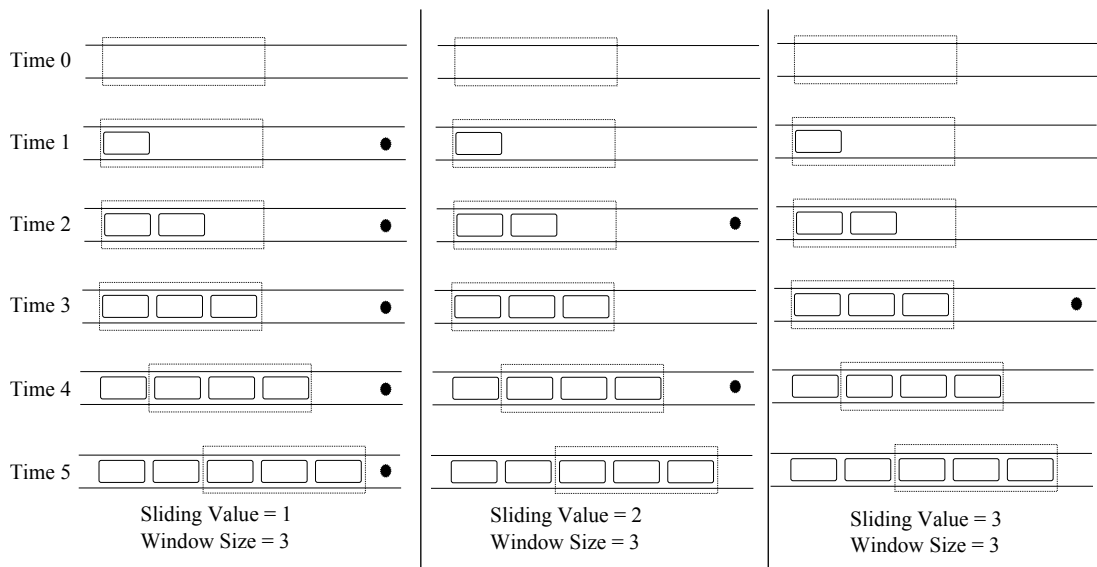 Time 0
Time 1
Time 2
Time 3
Time 4
Time 5
Sliding Value = 1
Window Size = 3
Sliding Value = 2
Window Size = 3
Sliding Value = 3
Window Size = 3